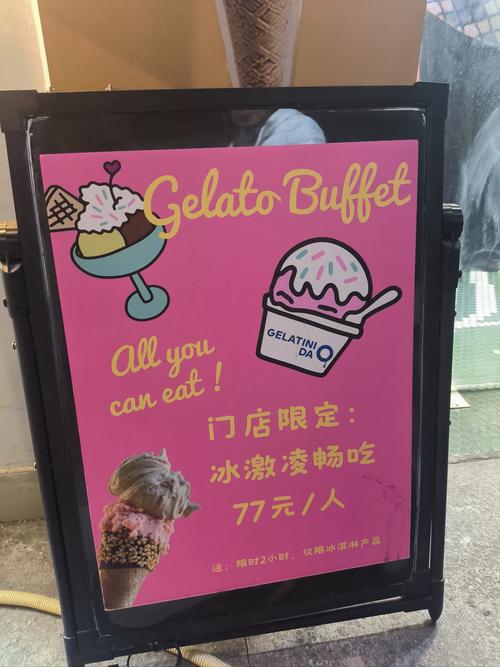 Gelato Buffet
GELATINI
DA
All you
can eat !
门店限定：
冰激凌畅吃
77元/人
注：限时2小时，仅限冰淇淋产品